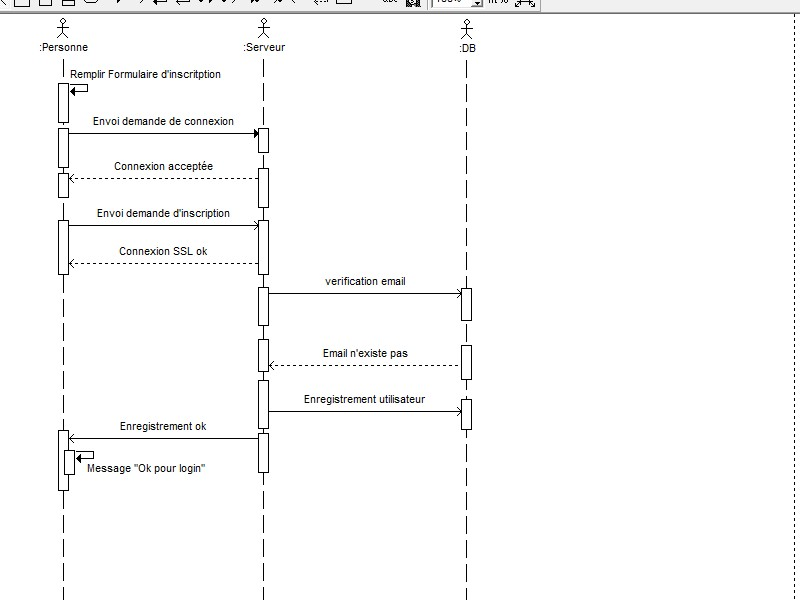 :Personne
:Serveur
:DB
Remplir Formulaire d'inscritption
Envoi demande de connexion
Connexion acceptée
Envoi demande d'inscription
Connexion SSL ok
verification email
Email n'existe pas
Enregistrement utilisateur
Enregistrement ok
Message "Ok pour login"